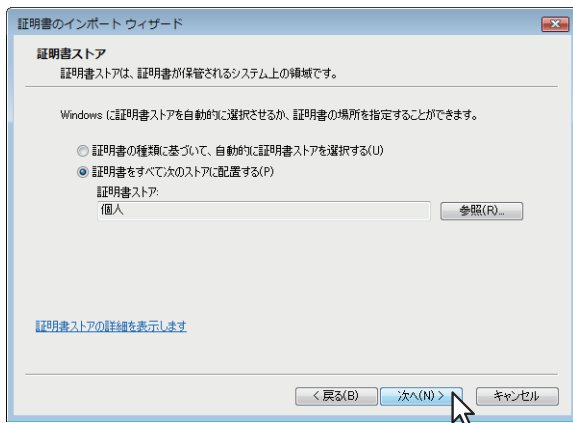 証明書のインポート ウィザード
証明書ストア
証明書ストアは、証明書が保管されるシステム上の領域です。
Windows に証明書ストアを自動的に選択させるか、証明書の場所を指定することができます。
証明書の種類に基づいて、自動的に証明書ストアを選択する(U)
証明書をすべて次のストアに配置する(P)
証明書ストア:
個人
参照(R)...
証明書ストアの詳細を表示します
< 戻る(B)
次へ(N) >
キャンセル